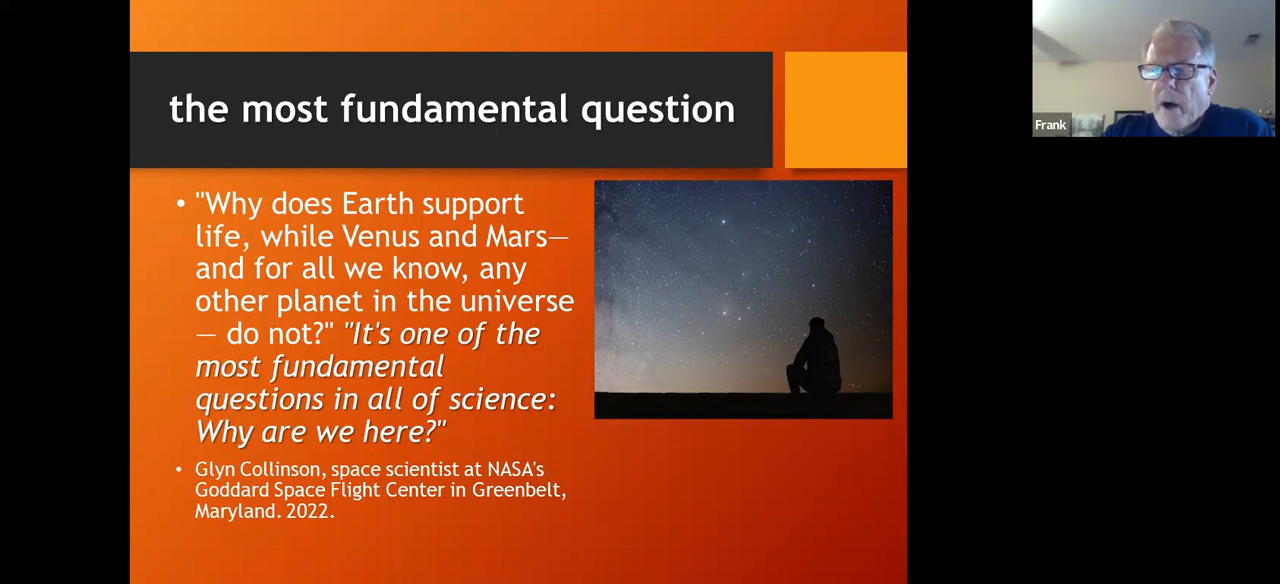 the most fundamental question
• "Why does Earth support
life, while Venus and Mars—
and for all we know, any
other planet in the universe
— do not?" "It's one of the
most fundamental
questions in all of science:
Why are we here?"
• Glyn Collinson, space scientist at NASA's
Goddard Space Flight Center in Greenbelt,
Maryland. 2022.
Frank